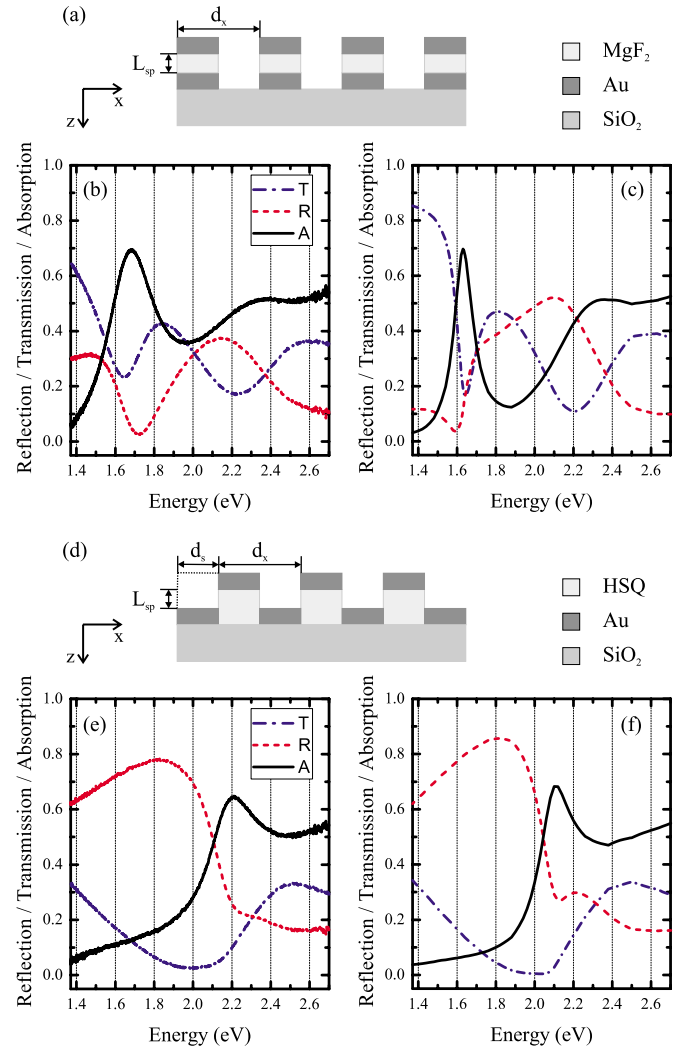 (a)
dₓ
Lₛₚ
x
z
MgF₂
Au
SiO₂
(b)
T
R
A
Reflection / Transmission / Absorption
1.0
0.8
0.6
0.4
0.2
0.0
1.4 1.6 1.8 2.0 2.2 2.4 2.6
Energy (eV)
(c)
Reflection / Transmission / Absorption
1.0
0.8
0.6
0.4
0.2
0.0
1.4 1.6 1.8 2.0 2.2 2.4 2.6
Energy (eV)
(d)
dₛ dₓ
Lₛₚ
x
z
HSQ
Au
SiO₂
(e)
T
R
A
Reflection / Transmission / Absorption
1.0
0.8
0.6
0.4
0.2
0.0
1.4 1.6 1.8 2.0 2.2 2.4 2.6
Energy (eV)
(f)
Reflection / Transmission / Absorption
1.0
0.8
0.6
0.4
0.2
0.0
1.4 1.6 1.8 2.0 2.2 2.4 2.6
Energy (eV)